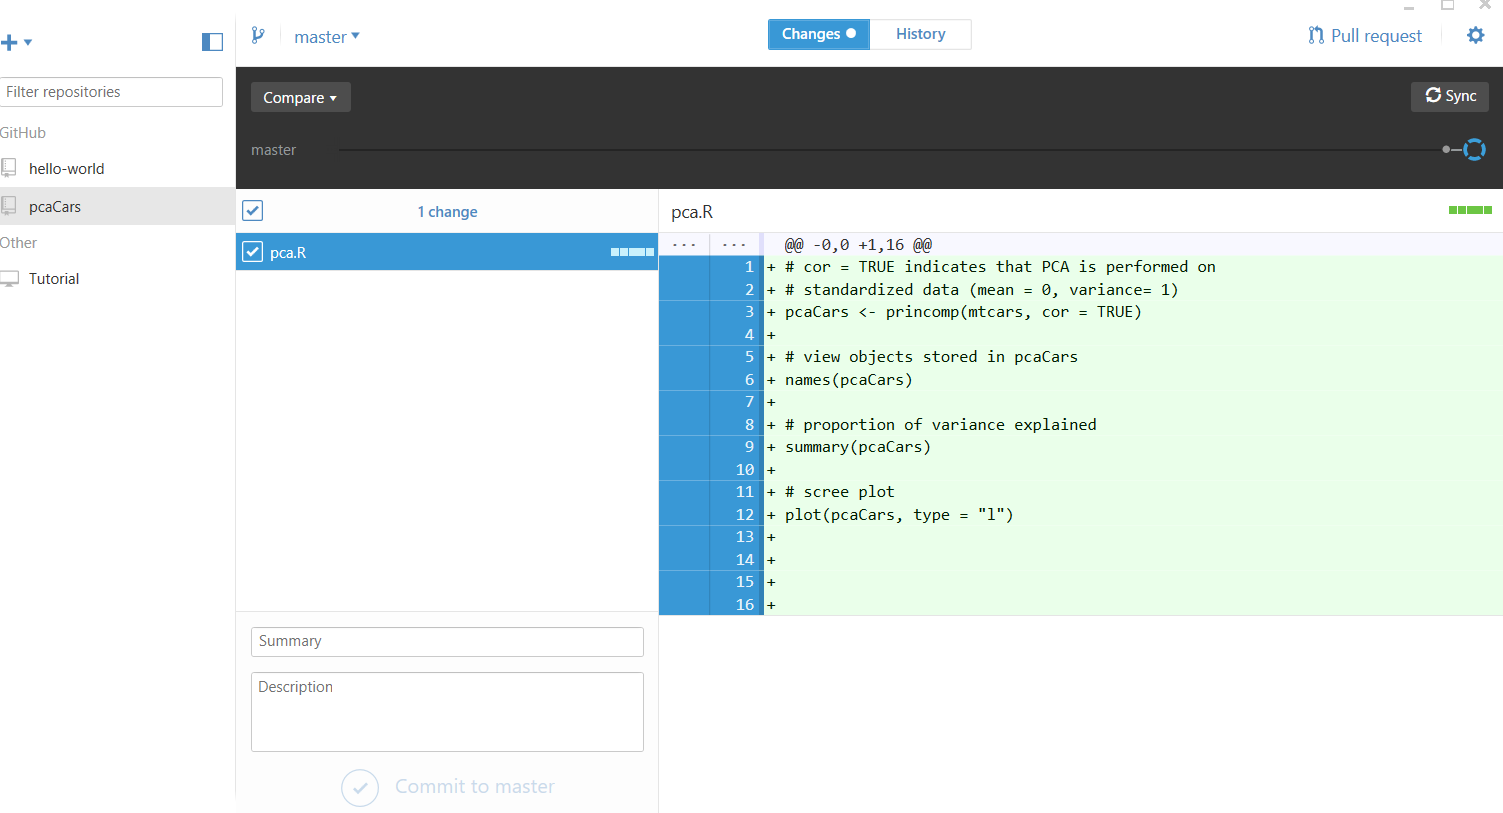 master
Changes
History
Pull request
Filter repositories
GitHub
hello-world
pcaCars
Other
Tutorial
Compare
Sync
master
1 change
pca.R
Summary
Description
Commit to master
pca.R
... ... @@ -0,0 +1,16 @@
1 + # cor = TRUE indicates that PCA is performed on
2 + # standardized data (mean = 0, variance= 1)
3 + pcaCars <- princomp(mtcars, cor = TRUE)
4 +
5 + # view objects stored in pcaCars
6 + names(pcaCars)
7 +
8 + # proportion of variance explained
9 + summary(pcaCars)
10 +
11 + # scree plot
12 + plot(pcaCars, type = "l")
13 +
14 +
15 +
16 +